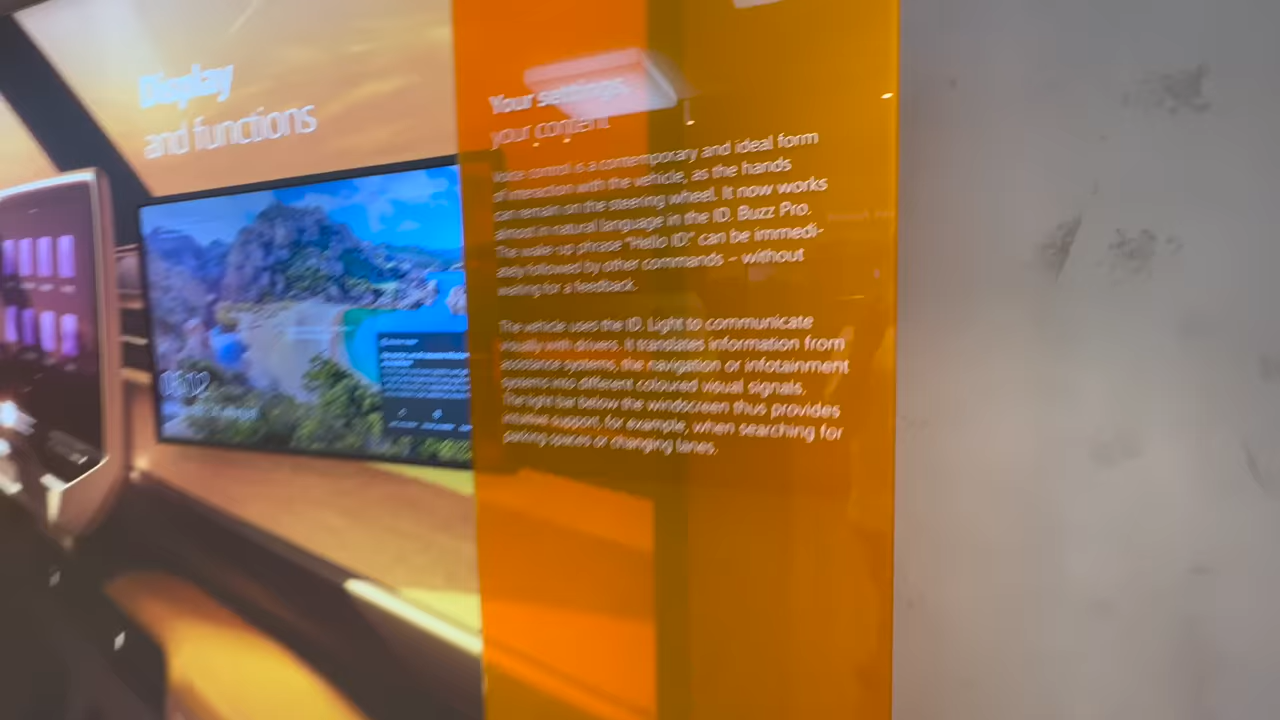 Display
and functions
Your settings,
your content
Voice control is a contemporary and ideal form
of interaction with the vehicle, as the hands
can remain on the steering wheel. It now works
almost in natural language in the ID. Buzz Pro.
The wake-up phrase "Hello ID." can be immedi-
ately followed by other commands – without
waiting for a feedback.
The vehicle uses the ID. Light to communicate
visually with drivers. It translates information from
assistance systems, the navigation or infotainment
systems into different coloured visual signals.
The light bar below the windscreen thus provides
intuitive support, for example, when searching for
parking spaces or changing lanes.